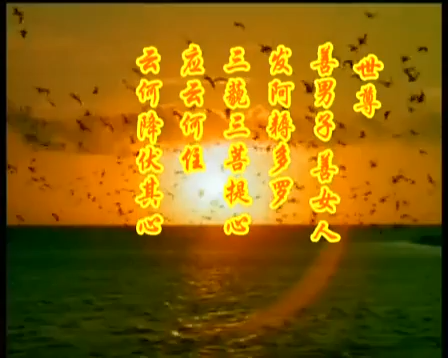 世尊
善男子善女人
发阿耨多罗
三藐三菩提心
应云何住
云何降伏其心